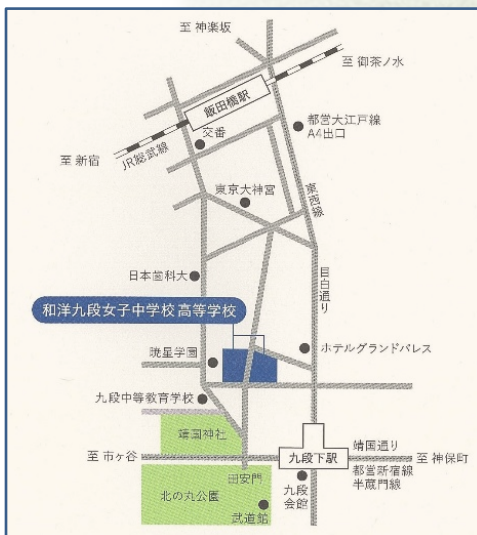 至 神楽坂
至 御茶ノ水
飯田橋駅
都営大江戸線
A4出口
交番
JR総武線
至 新宿
東京大神宮
東西線
日本歯科大
目白通り
和洋九段女子中学校高等学校
ホテルグランドパレス
暁星学園
九段中等教育学校
靖国神社
靖国通り
至 市ヶ谷
九段下駅
至 神保町
都営新宿線
半蔵門線
田安門
九段
会館
北の丸公園
武道館